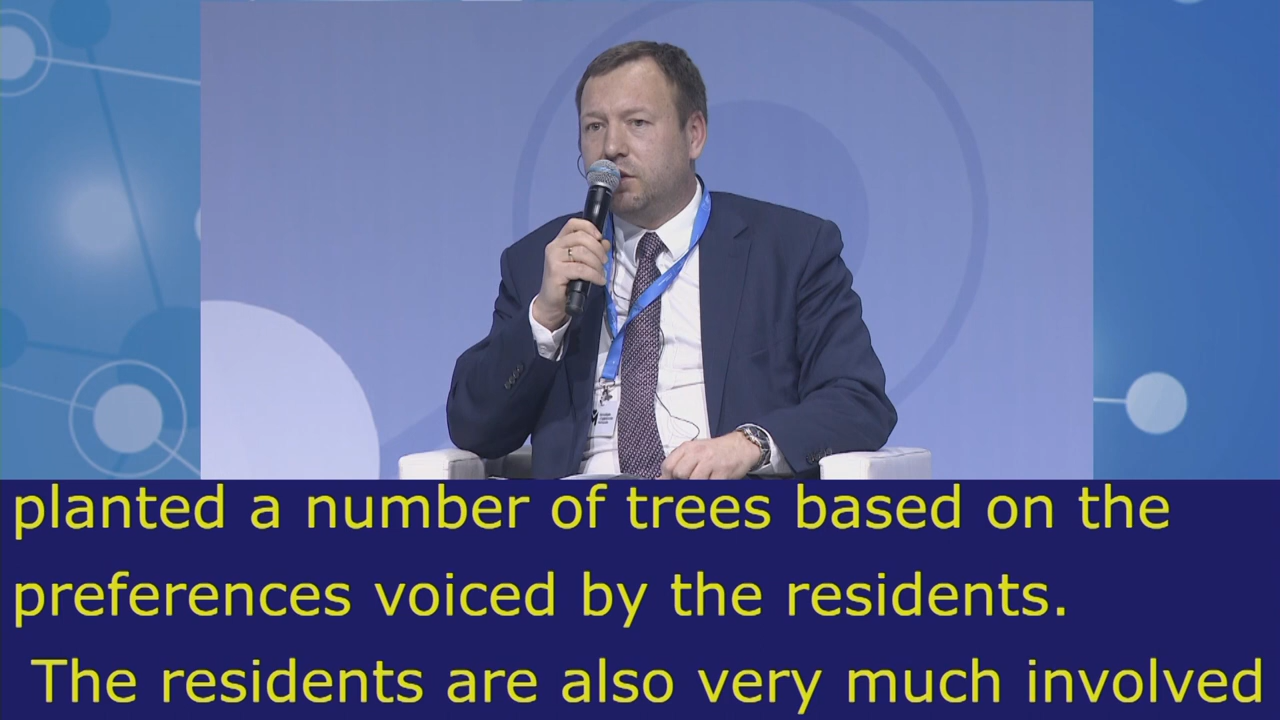 planted a number of trees based on the
preferences voiced by the residents.
The residents are also very much involved